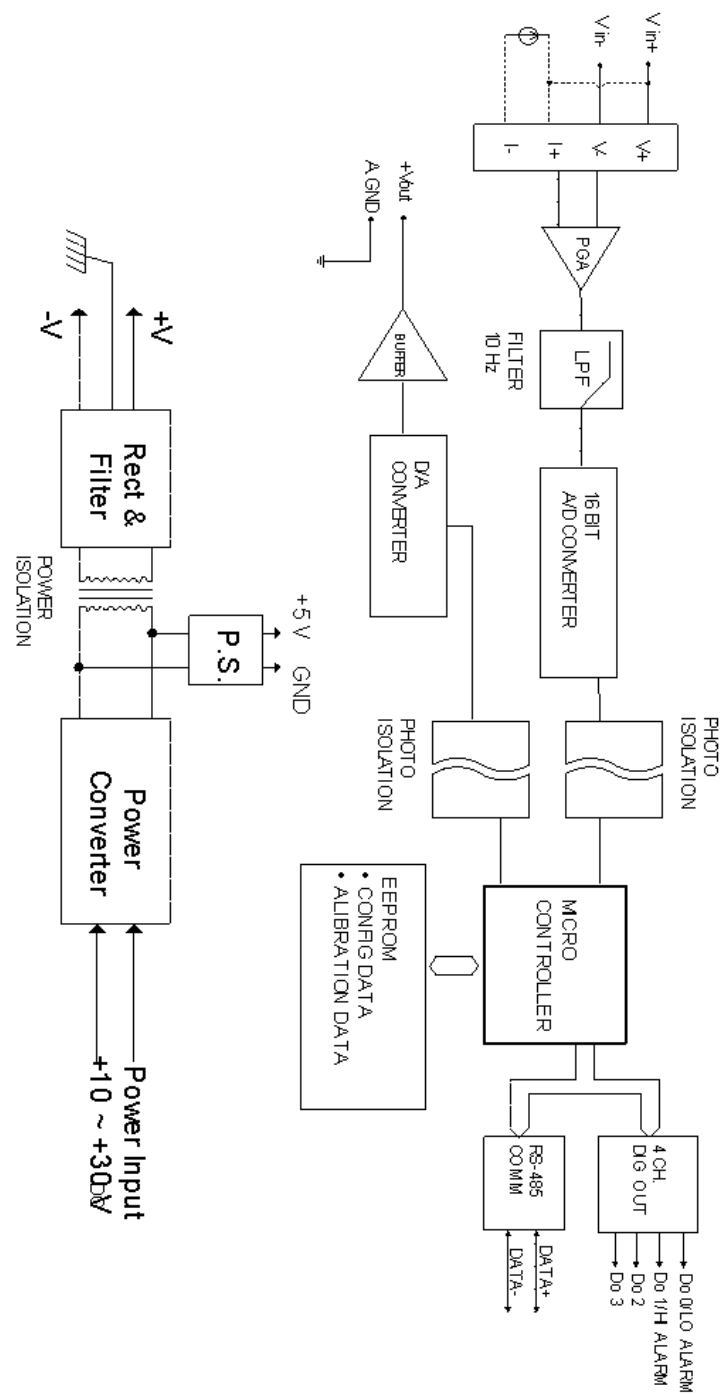 V in+
V in-
V+
V-
I+
I-
PGA
LPF
FILTER
10 Hz
16 BIT
A/D CONVERTER
PHOTO
ISOLATION
MICRO
CONTROLLER
4 CH.
DIG OUT
Do 0/LO ALARM
Do 1/HI ALARM
Do 2
Do 3
RS-485
COMM
DATA+
DATA-
+Vout
A GND
BUFFER
D/A
CONVERTER
PHOTO
ISOLATION
EEPROM
• CONFIG DATA
• ALIBRATION DATA
+V
-V
Rect &
Filter
POWER
ISOLATION
+5 V
GND
P.S.
Power
Converter
Power Input
+10 ~ +30V